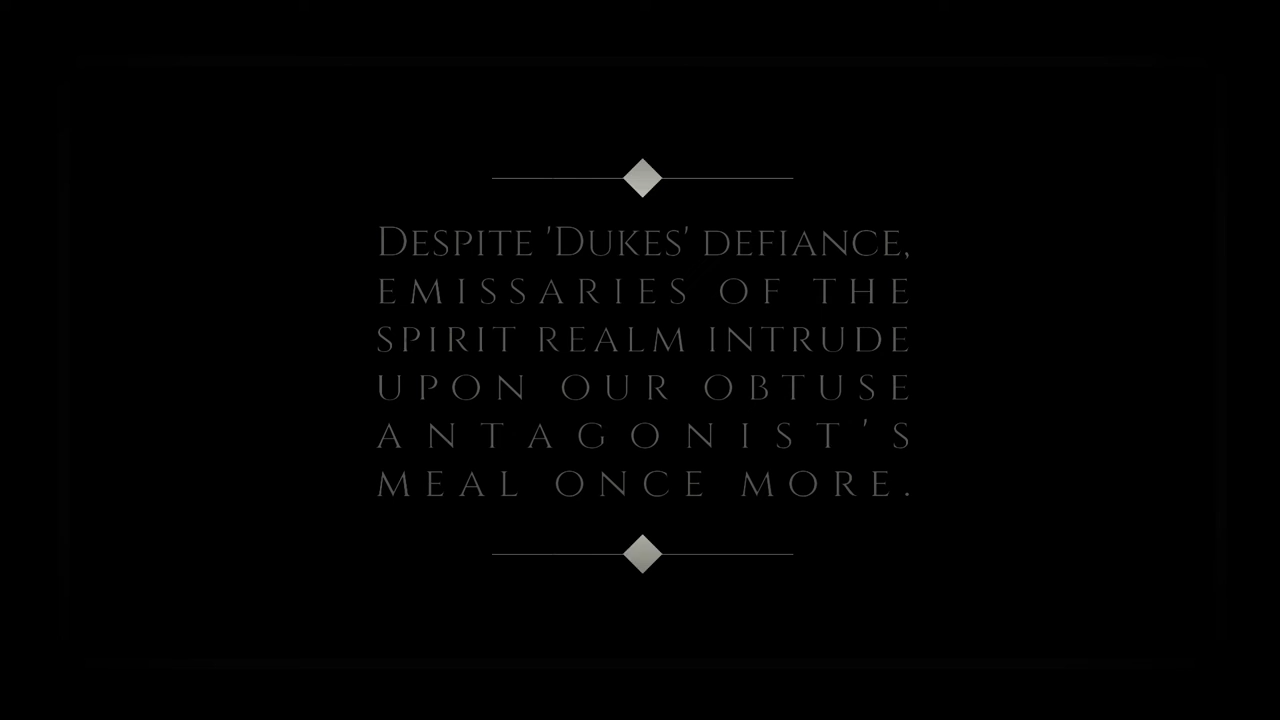 Despite 'Dukes' defiance,
emissaries of the
spirit realm intrude
upon our obtuse
antagonist's
meal once more.